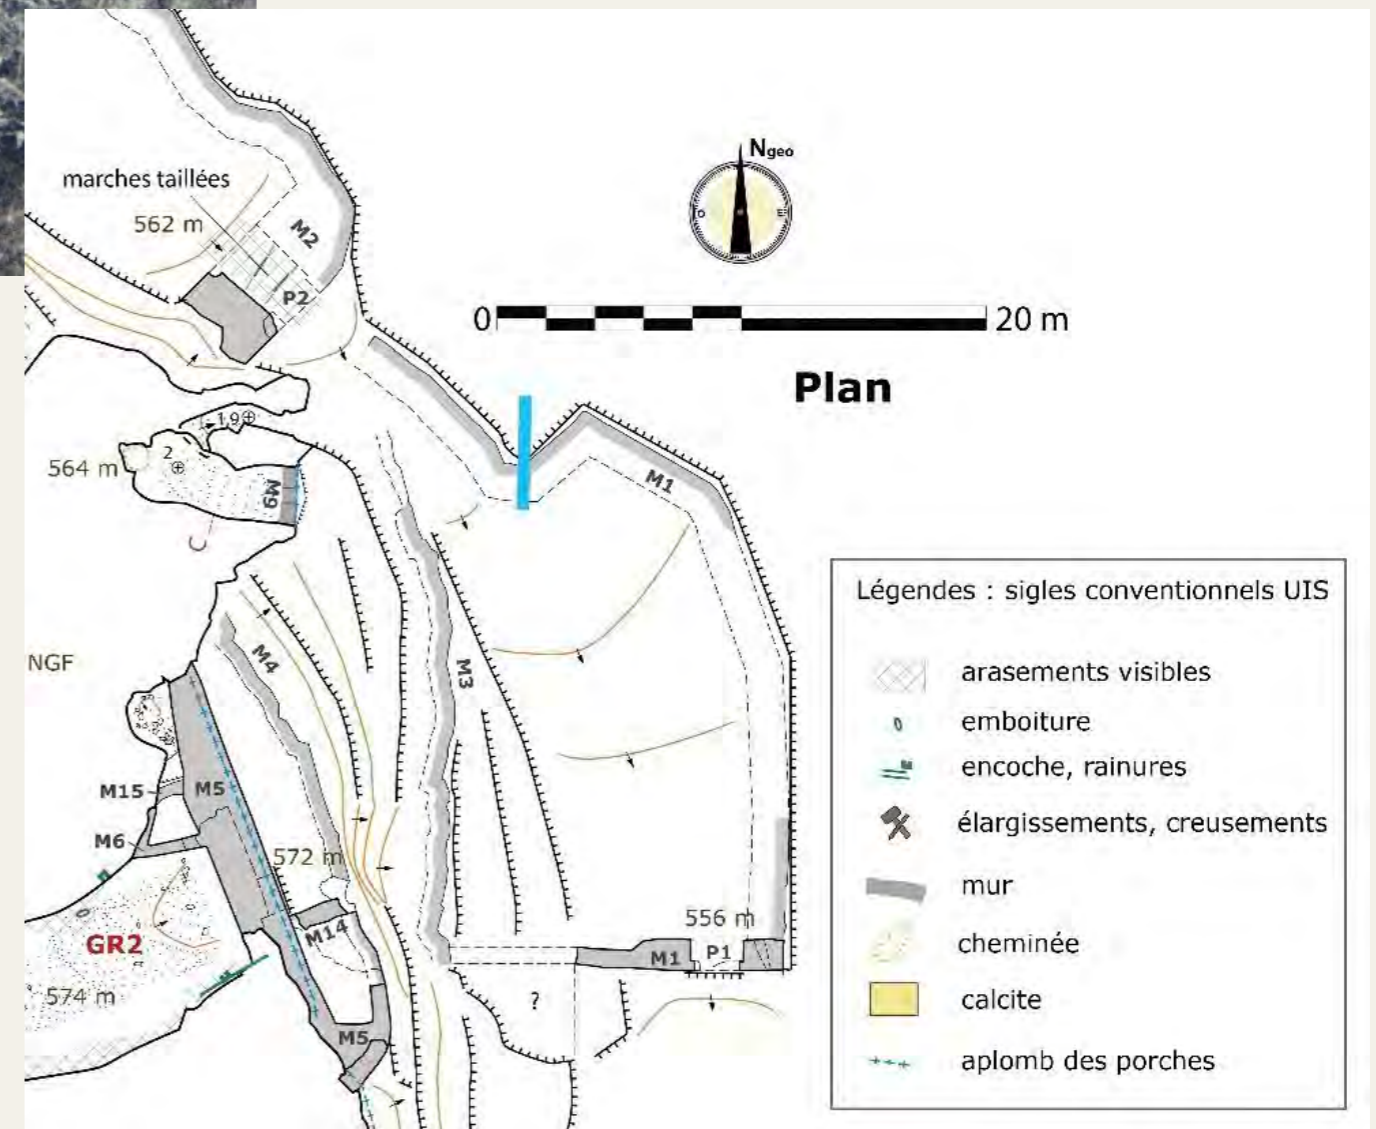 Ngeo
O
E
marches taillées
562 m
M2
P2
0
20 m
Plan
19
2
564 m
M9
M1
Légendes : sigles conventionnels UIS
arasements visibles
emboiture
encoche, rainures
élargissements, creusements
mur
cheminée
calcite
aplomb des porches
NGF
M4
M3
M15
M5
M6
572 m
GR2
M14
574 m
M5
556 m
M1
P1
?